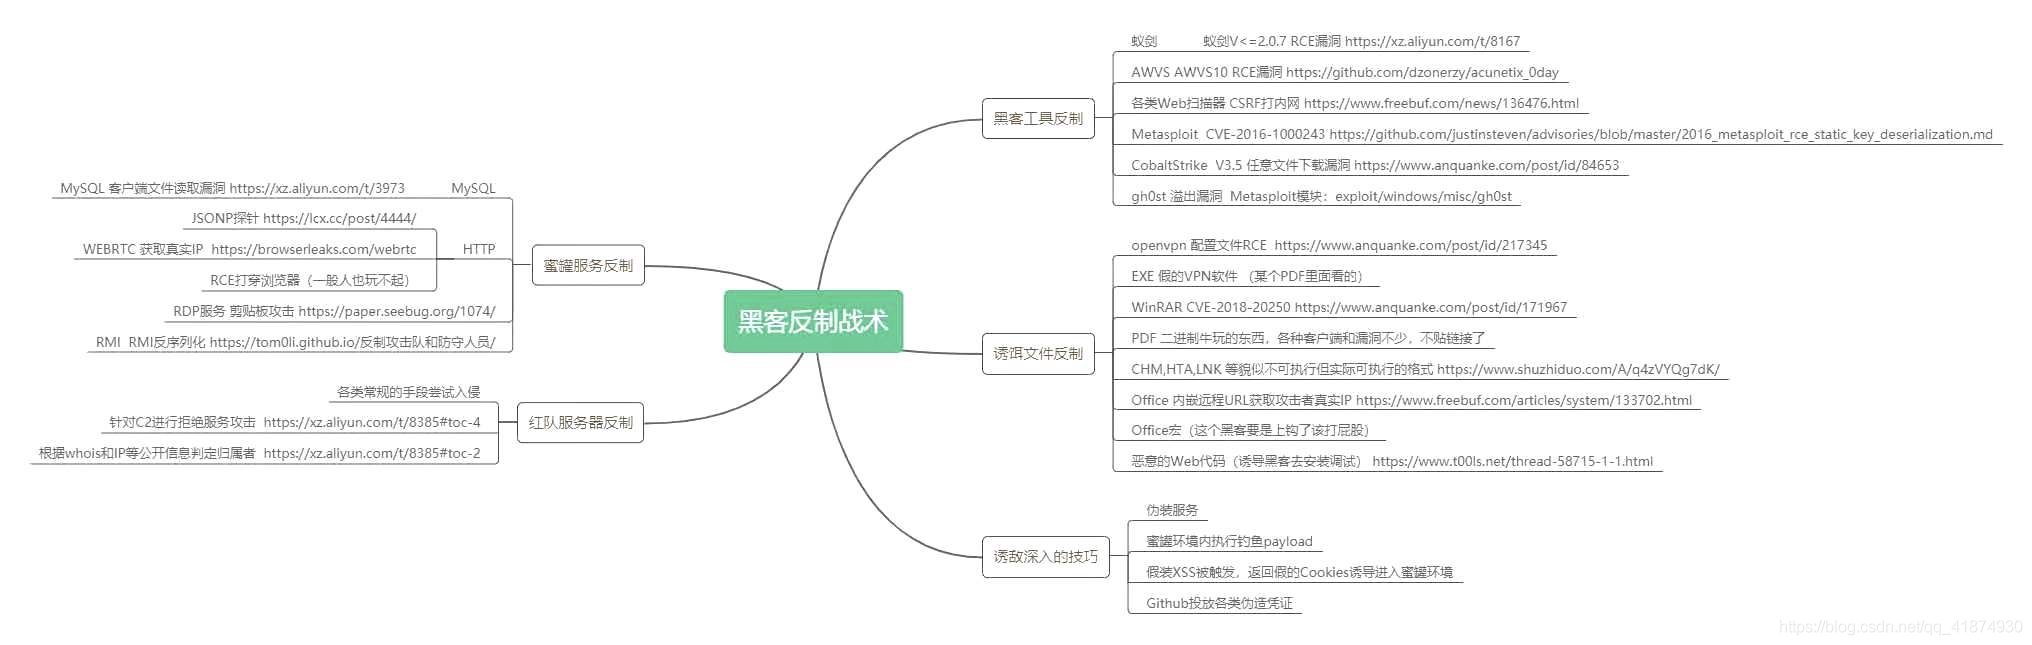 黑客反制战术
黑客工具反制
蚁剑 蚁剑V<=2.0.7 RCE漏洞 https://xz.aliyun.com/t/8167
AWVS AWVS10 RCE漏洞 https://github.com/dzonerzy/acunetix_0day
各类Web扫描器 CSRF打内网 https://www.freebuf.com/news/136476.html
Metasploit CVE-2016-1000243 https://github.com/justinsteven/advisories/blob/master/2016_metasploit_rce_static_key_deserialization.md
CobaltStrike V3.5 任意文件下载漏洞 https://www.anquanke.com/post/id/84653
gh0st 溢出漏洞 Metasploit模块：exploit/windows/misc/gh0st
诱饵文件反制
openvpn 配置文件RCE https://www.anquanke.com/post/id/217345
EXE 假的VPN软件 （某个PDF里面看的）
WinRAR CVE-2018-20250 https://www.anquanke.com/post/id/171967
PDF 二进制牛玩的东西，各种客户端和漏洞不少，不贴链接了
CHM,HTA,LNK 等貌似不可执行但实际可执行的格式 https://www.shuzhiduo.com/A/q4zVYQg7dK/
Office 内嵌远程URL获取攻击者真实IP https://www.freebuf.com/articles/system/133702.html
Office宏（这个黑客要是上钩了该打屁股）
恶意的Web代码（诱导黑客去安装调试） https://www.t00ls.net/thread-58715-1-1.html
诱敌深入的技巧
伪装服务
蜜罐环境内执行钓鱼payload
假装XSS被触发，返回假的Cookies诱导进入蜜罐环境
Github投放各类伪造凭证
蜜罐服务反制
MySQL 客户端文件读取漏洞 https://xz.aliyun.com/t/3973 MySQL
JSONP探针 https://lcx.cc/post/4444/
WEBRTC 获取真实IP https://browserleaks.com/webrtc HTTP
RCE打穿浏览器（一般人也玩不起）
RDP服务 剪贴板攻击 https://paper.seebug.org/1074/
RMI RMI反序列化 https://tom0li.github.io/反制攻击队和防守人员/
红队服务器反制
各类常规的手段尝试入侵
针对C2进行拒绝服务攻击 https://xz.aliyun.com/t/8385#toc-4
根据whois和IP等公开信息判定归属者 https://xz.aliyun.com/t/8385#toc-2
https://blog.csdn.net/qq_41874930